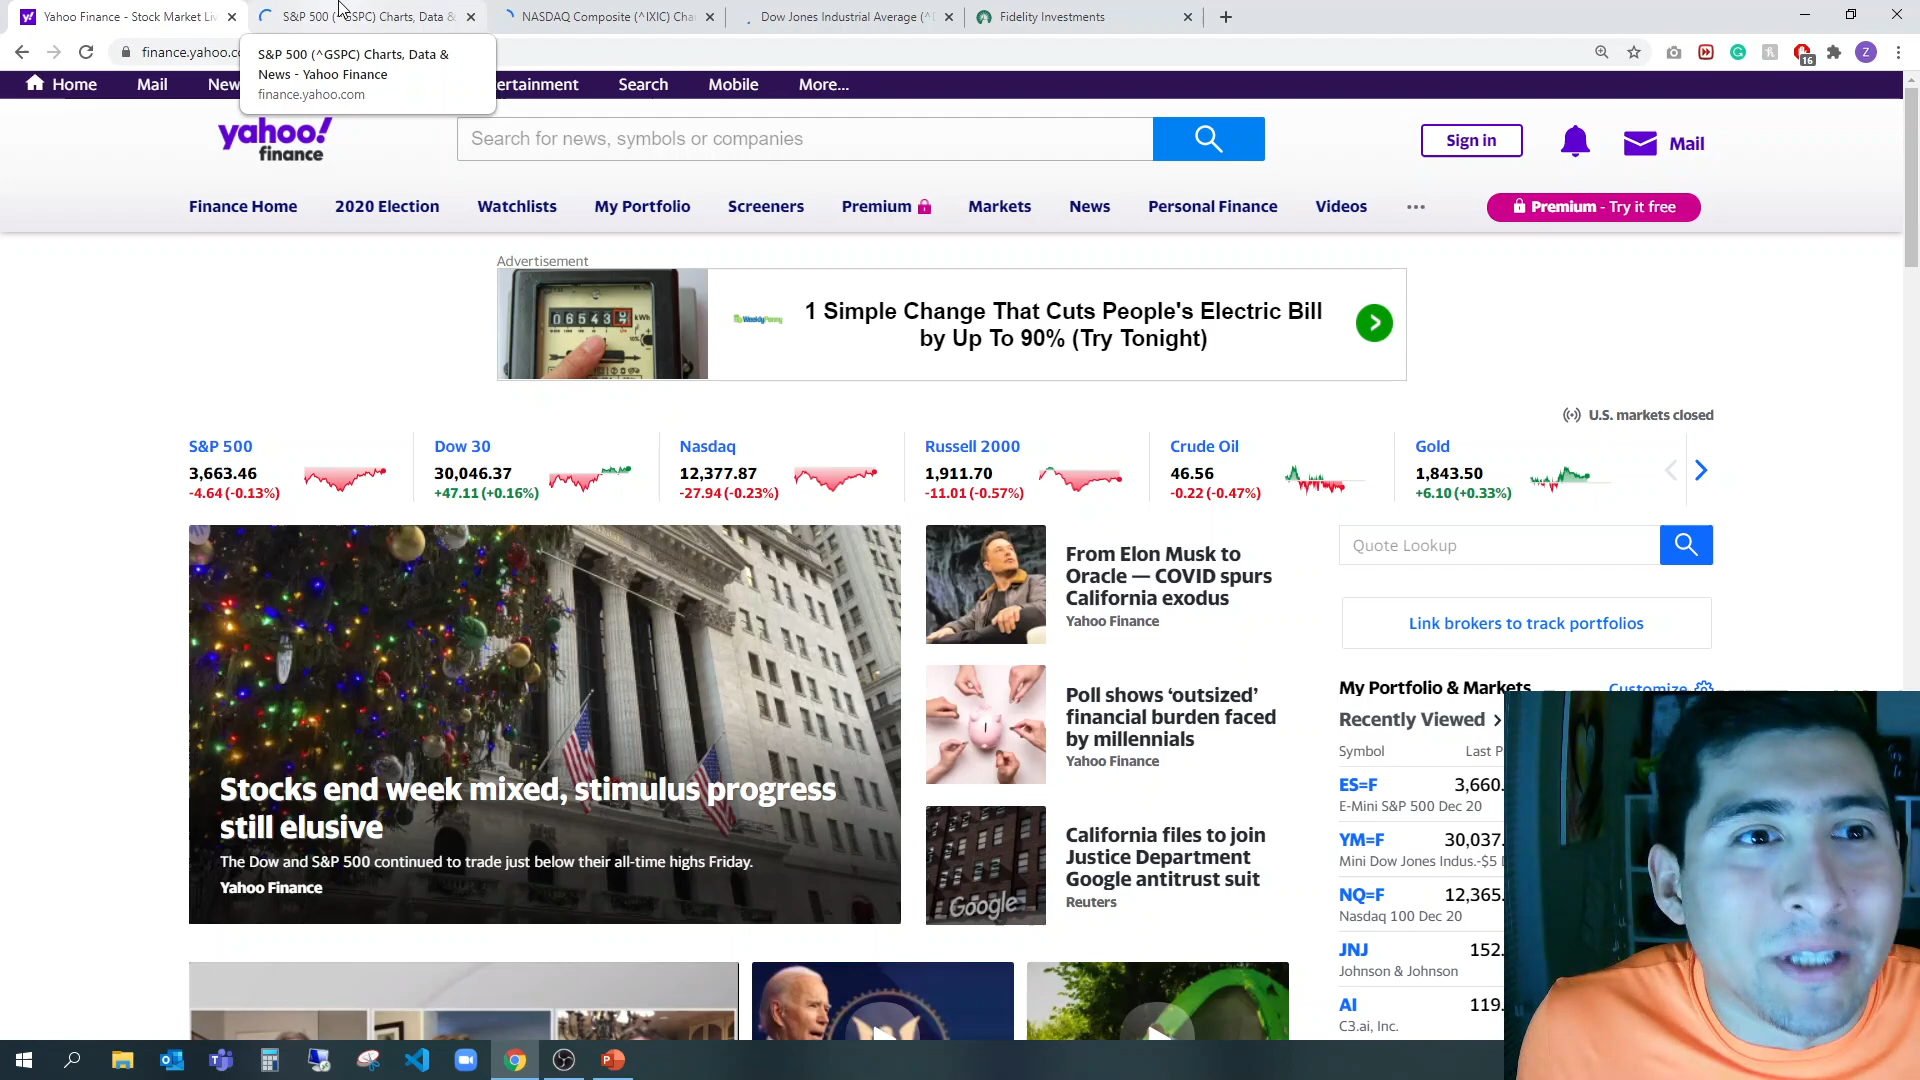 Yahoo Finance - Stock Market Liv
S&P 500 (^GSPC) Charts, Data &
NASDAQ Composite (^IXIC) Cha
Dow Jones Industrial Average (^D
Fidelity Investments
finance.yahoo.co
S&P 500 (^GSPC) Charts, Data &
News - Yahoo Finance
finance.yahoo.com
16
Z
Home
Mail
New
ertainment
Search
Mobile
More...
yahoo!
finance
Search for news, symbols or companies
Sign in
Mail
Finance Home
2020 Election
Watchlists
My Portfolio
Screeners
Premium
Markets
News
Personal Finance
Videos
Premium - Try it free
Advertisement
06543
kWh
WeeklyPenny
1 Simple Change That Cuts People's Electric Bill
by Up To 90% (Try Tonight)
U.S. markets closed
S&P 500
3,663.46
-4.64 (-0.13%)
Dow 30
30,046.37
+47.11 (+0.16%)
Nasdaq
12,377.87
-27.94 (-0.23%)
Russell 2000
1,911.70
-11.01 (-0.57%)
Crude Oil
46.56
-0.22 (-0.47%)
Gold
1,843.50
+6.10 (+0.33%)
Stocks end week mixed, stimulus progress
still elusive
The Dow and S&P 500 continued to trade just below their all-time highs Friday.
Yahoo Finance
From Elon Musk to
Oracle — COVID spurs
California exodus
Yahoo Finance
Poll shows ‘outsized’
financial burden faced
by millennials
Yahoo Finance
Google
California files to join
Justice Department
Google antitrust suit
Reuters
Quote Lookup
Link brokers to track portfolios
My Portfolio & Markets
Customize
Recently Viewed
Symbol
Last P
ES=F
3,660.
E-Mini S&P 500 Dec 20
YM=F
30,037.
Mini Dow Jones Indus.-$5
NQ=F
12,365.
Nasdaq 100 Dec 20
JNJ
152.
Johnson & Johnson
AI
119.
C3.ai, Inc.